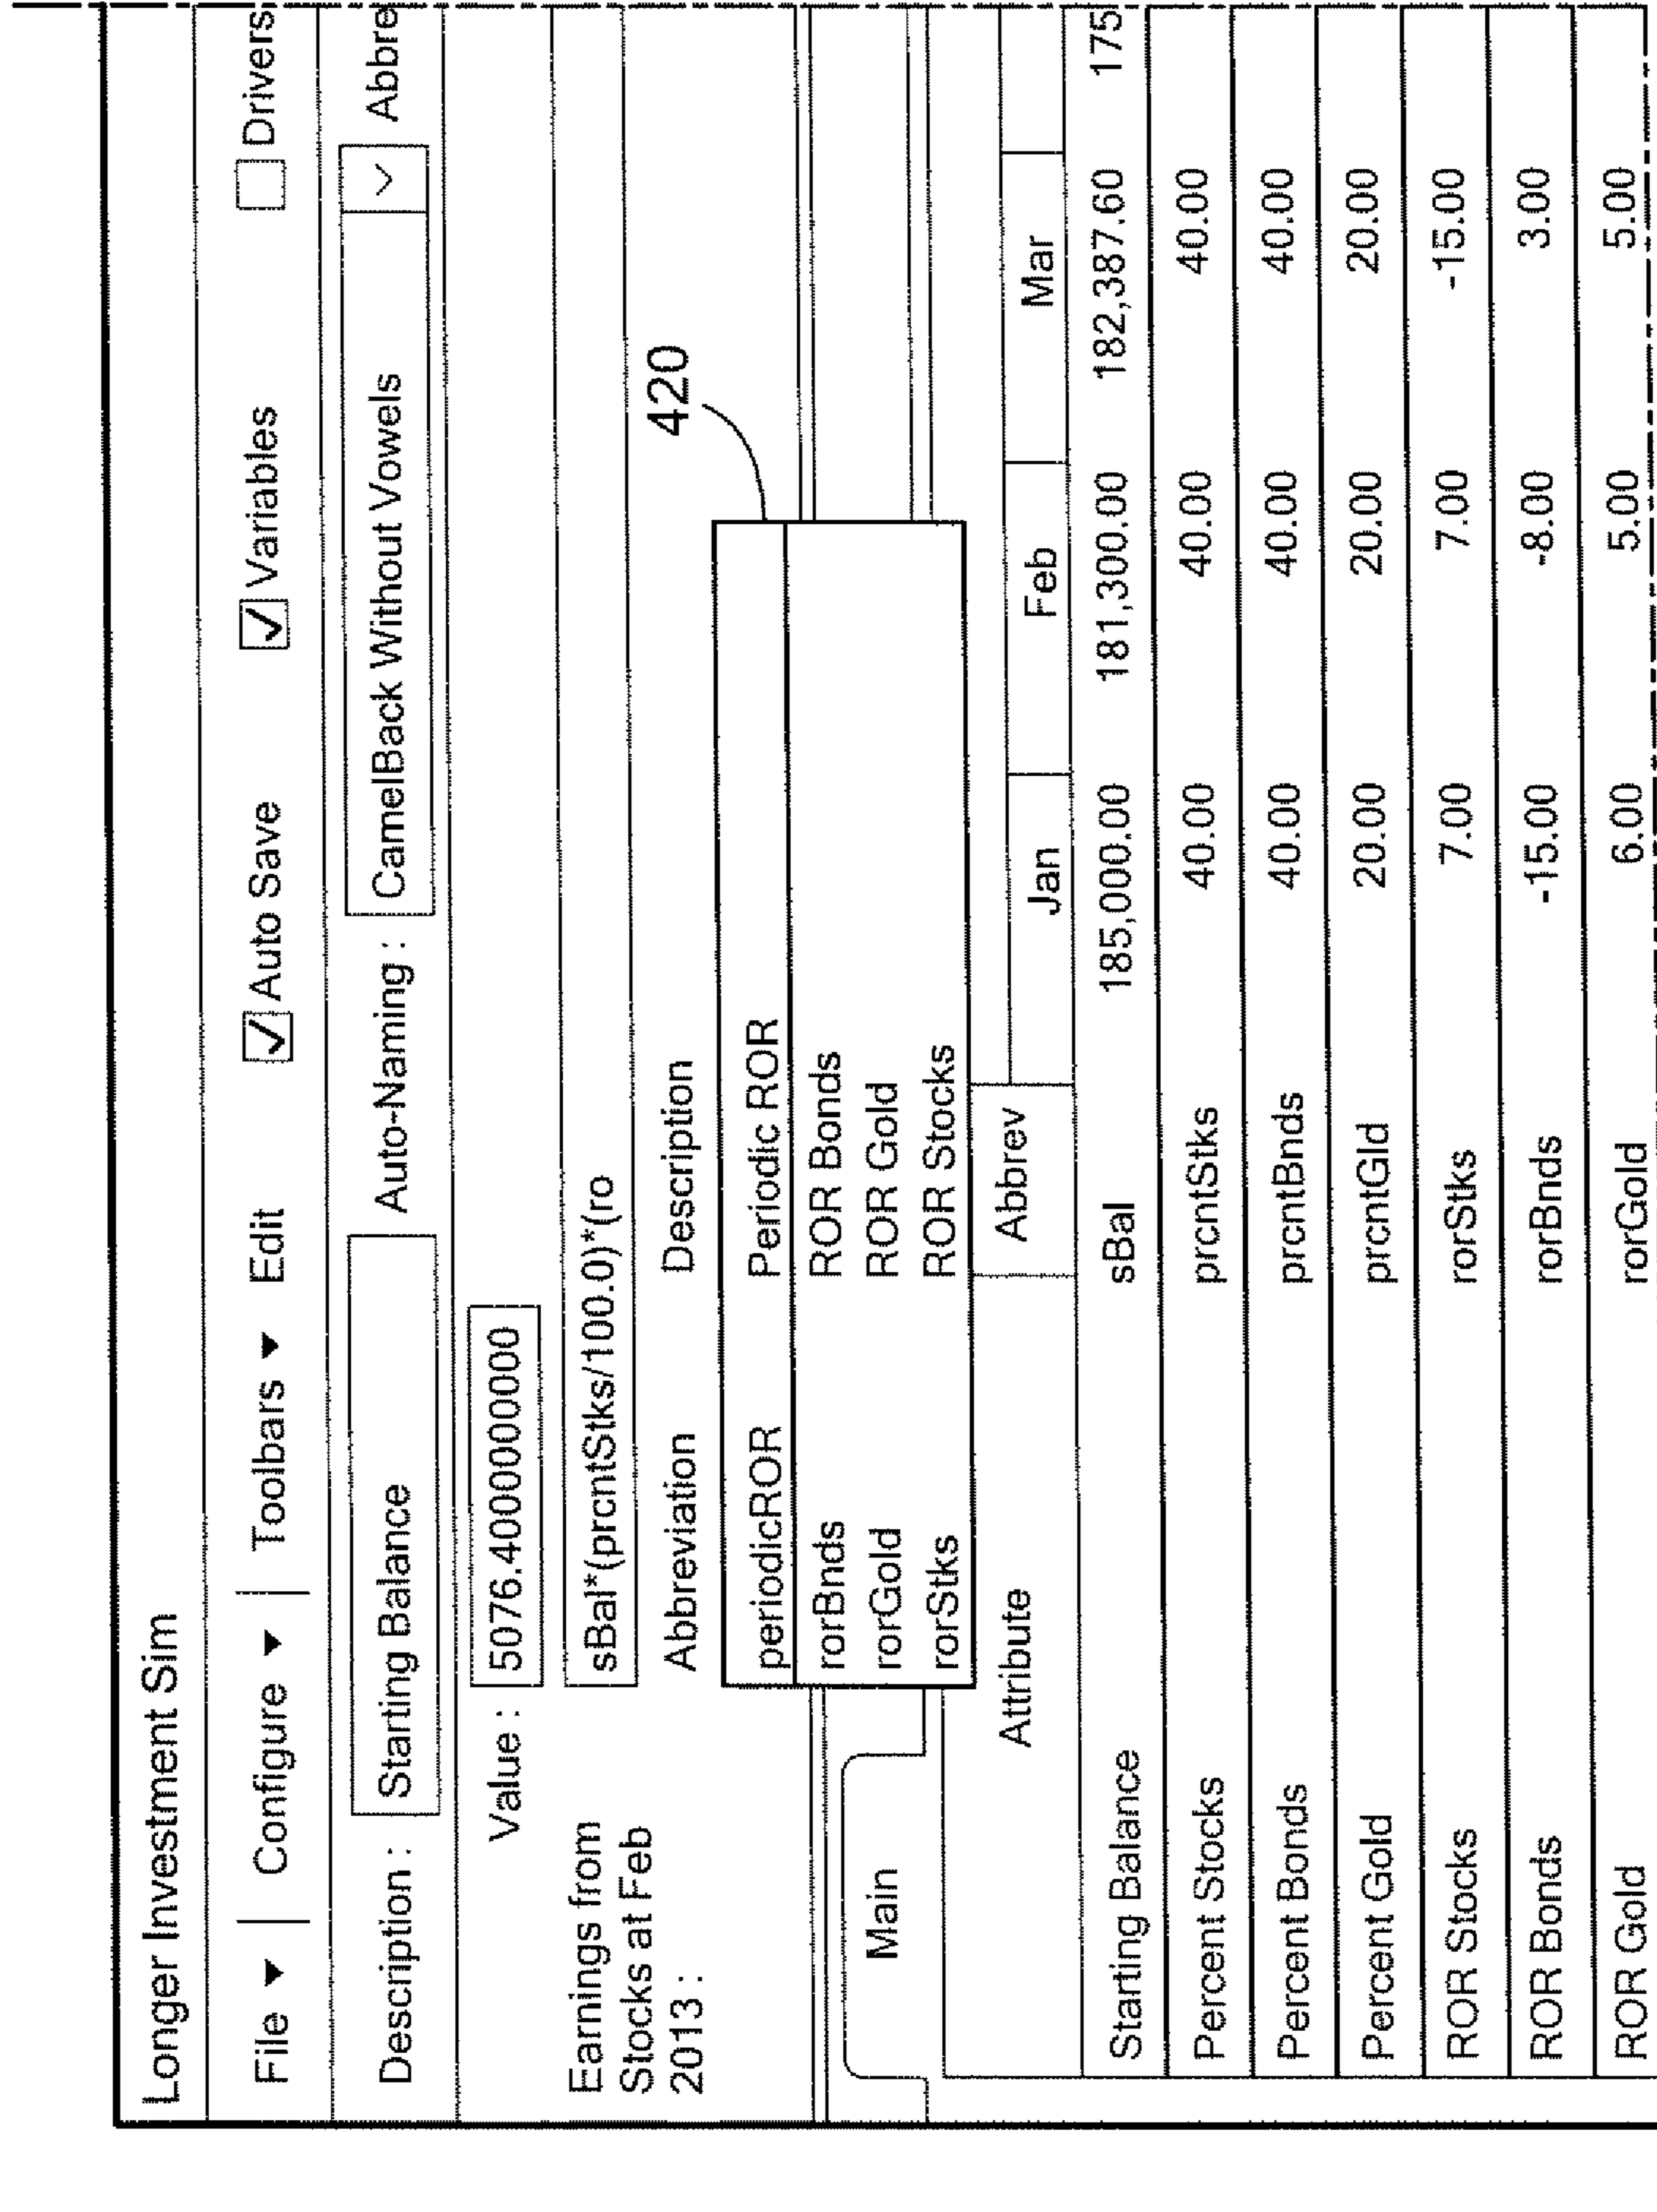 Longer Investment Sim
File ▼ | Configure ▼ | Toolbars ▼ Edit ☑ Auto Save ☑ Variables ☐ Drivers
Description : Starting Balance Auto-Naming : CamelBack Without Vowels Abbre
Value : 5076.4000000000
Earnings from
Stocks at Feb
2013 :
sBal*(prcntStks/100.0)*(ro
Abbreviation Description
420
periodicROR Periodic ROR
rorBnds ROR Bonds
rorGold ROR Gold
rorStks ROR Stocks
Main
Attribute Abbrev Jan Feb Mar
Starting Balance sBal 185,000.00 181,300.00 182,387.60 175
Percent Stocks prcntStks 40.00 40.00 40.00
Percent Bonds prcntBnds 40.00 40.00 40.00
Percent Gold prcntGld 20.00 20.00 20.00
ROR Stocks rorStks 7.00 7.00 -15.00
ROR Bonds rorBnds -15.00 -8.00 3.00
ROR Gold rorGold 6.00 5.00 5.00